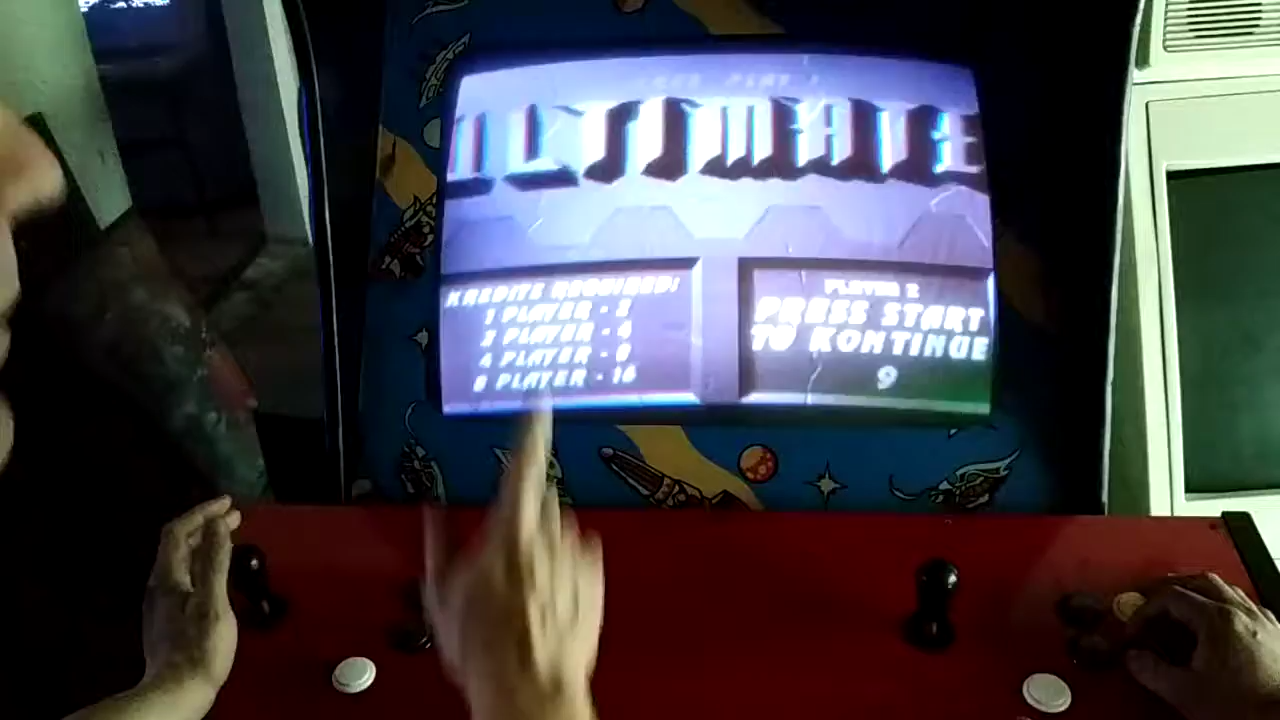 ULTIMATE
KREDITS REQUIRED:
1 PLAYER - 2
2 PLAYER - 4
4 PLAYER - 8
8 PLAYER - 16
PLAYER 2
PRESS START
TO KONTINUE
9